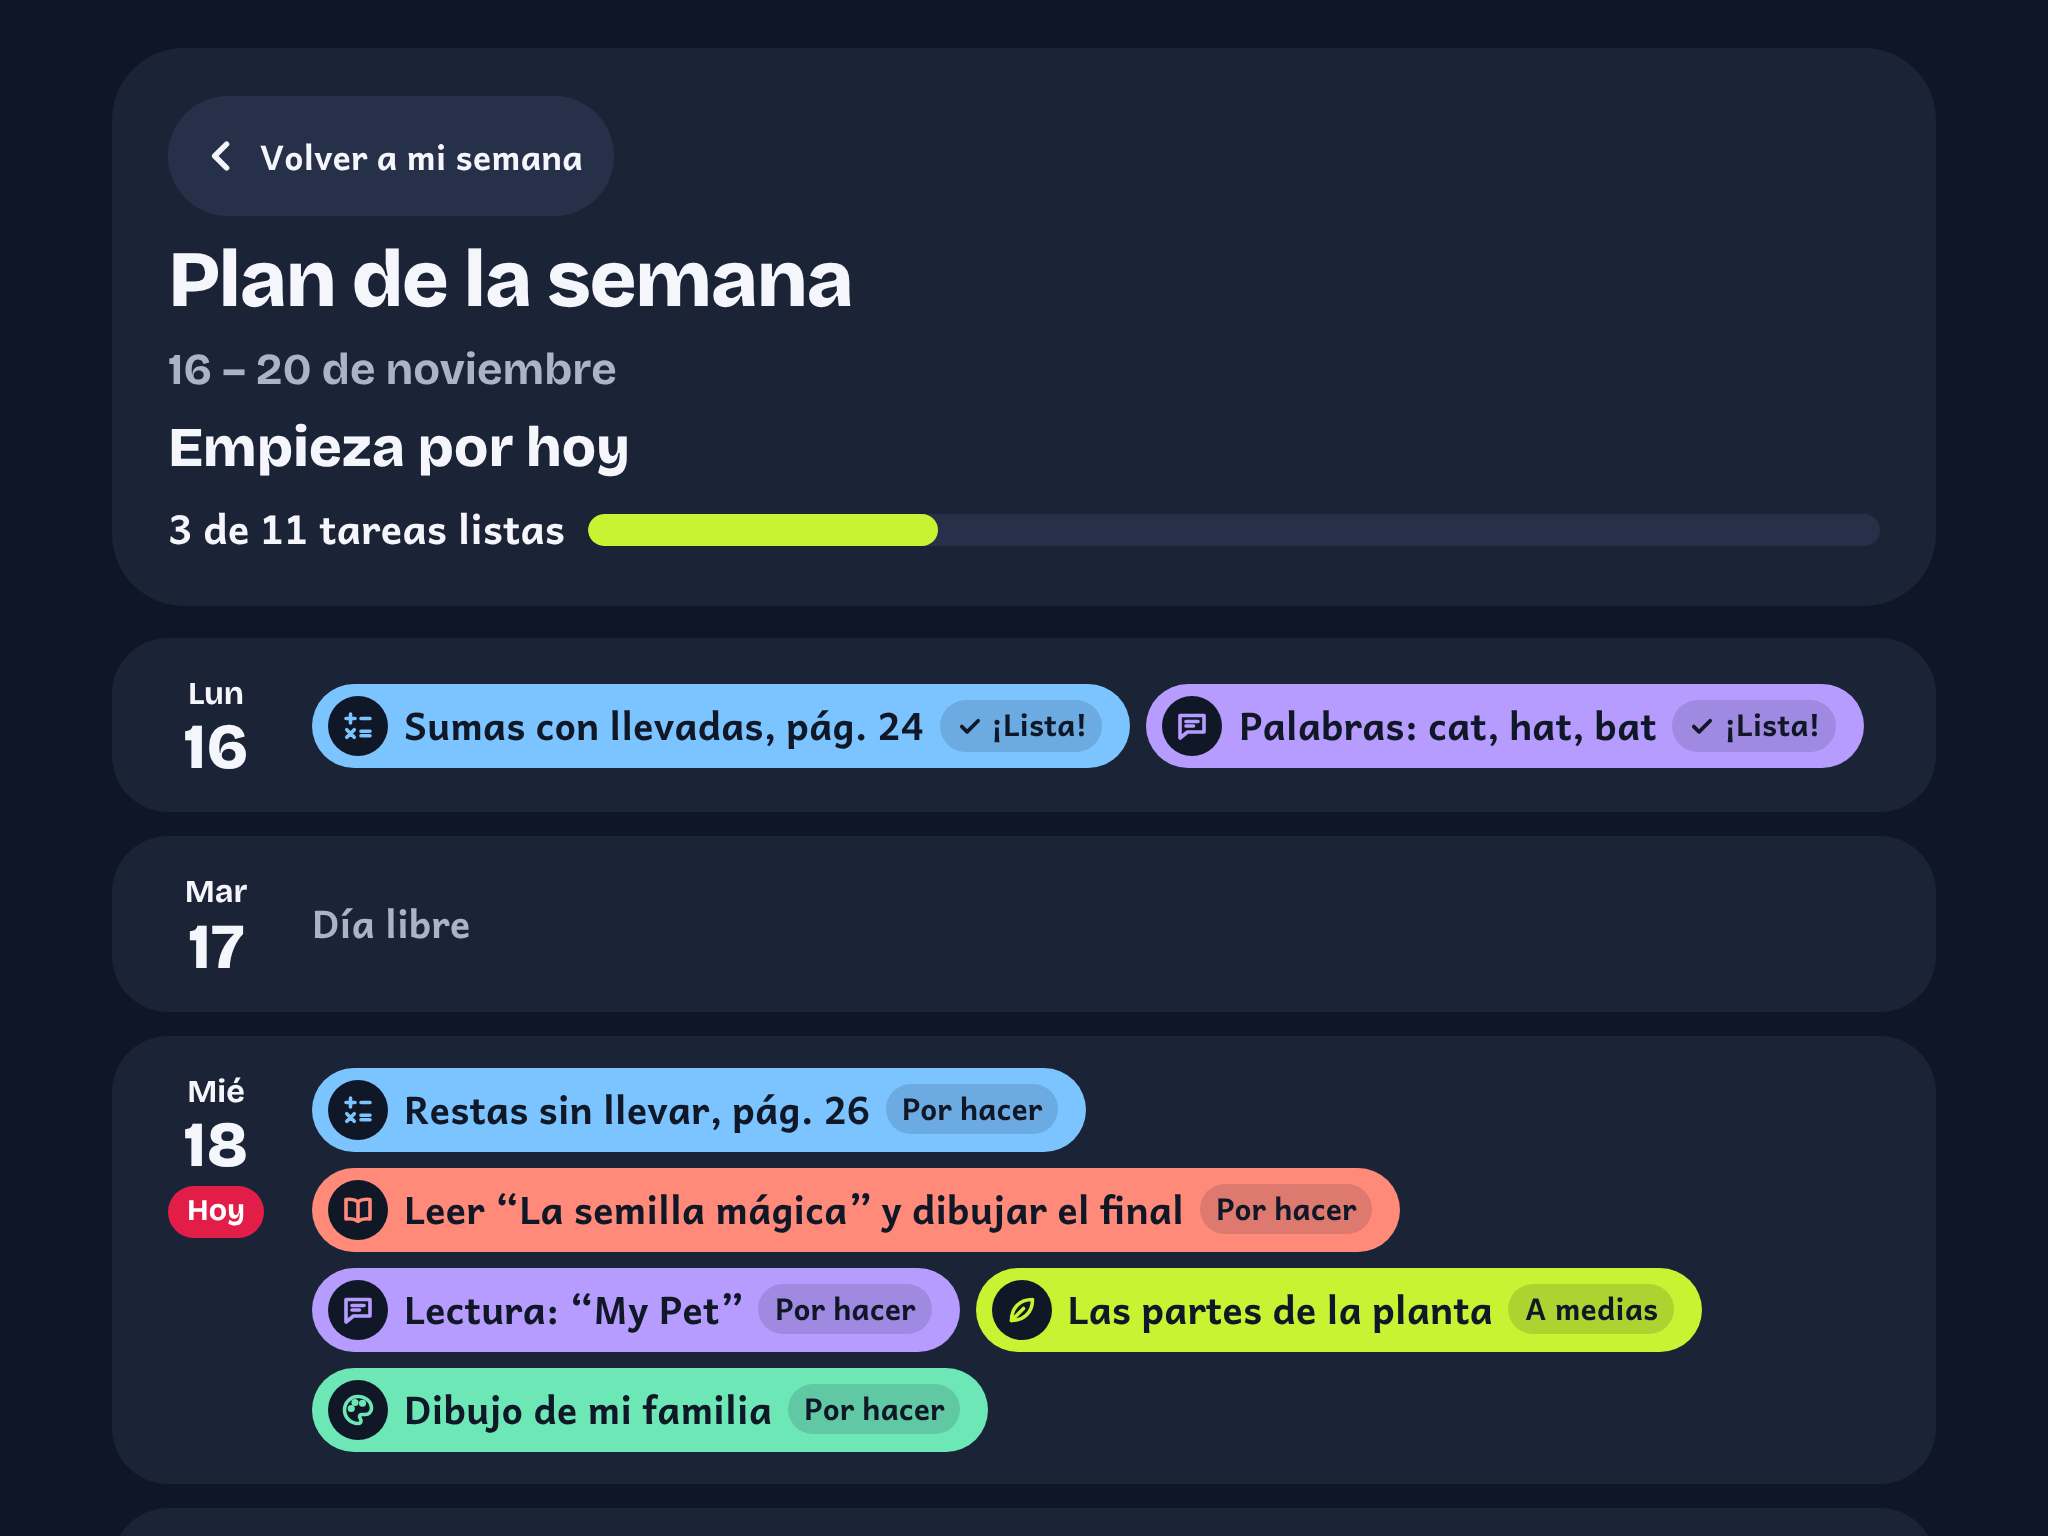 Volver a mi semana
Plan de la semana
16 – 20 de noviembre
Empieza por hoy
3 de 11 tareas listas
Lun
16
Sumas con llevadas, pág. 24 ¡Lista!
Palabras: cat, hat, bat ¡Lista!
Mar
17
Día libre
Mié
18
Hoy
Restas sin llevar, pág. 26 Por hacer
Leer “La semilla mágica” y dibujar el final Por hacer
Lectura: “My Pet” Por hacer
Las partes de la planta A medias
Dibujo de mi familia Por hacer